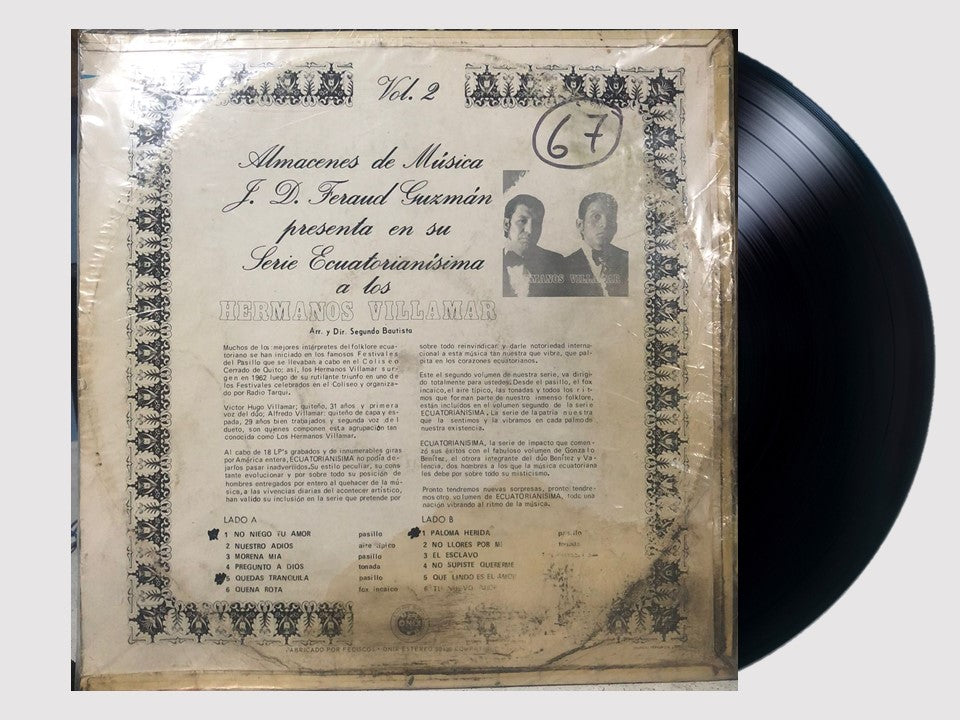 Vol. 2
67
Almacenes de Música
J. D. Feraud Guzmán
presenta en su
Serie Ecuatorianísima
a los
HERMANOS VILLAMAR
MANOS VILLAMAR
Arr. y Dir. Segundo Bautista
Muchos de los mejores intérpretes del folklore ecua-
toriano se han iniciado en los famosos Festivales
del Pasillo que se llevaban a cabo en el Coliseo
Cerrado de Quito; así, los Hermanos Villamar sur-
gen en 1962 luego de su rutilante triunfo en uno de
los Festivales celebrados en el Coliseo y organiza-
do por Radio Tarqui.
Victor Hugo Villamar; quiteño, 31 años y primera
voz del dúo; Alfredo Villamar: quiteño de capa y es-
pada, 29 años bien trabajados y segunda voz del
dueto, son quienes componen esta agrupación tan
conocida como Los Hermanos Villamar.
Al cabo de 18 LP's grabados y de innumerables giras
por América entera, ECUATORIANISIMA no podía de-
jarlos pasar inadvertidos. Su estilo peculiar, su cons
tante evolucionar y por sobre todo su posición de
hombres entregados por entero al quehacer de la mú-
sica, a las vivencias diarias del acontecer artístico,
han valido su inclusión en la serie que pretende por
sobre todo reinvindicar y darle notoriedad interna-
cional a esta música tan nuestra que vibra, que pal-
pita en los corazones ecuatorianos.
Este el segundo volumen de nuestra serie, va dirigi-
do totalmente para ustedes. Desde el pasillo, el fox
incaico, el aire típico, las tonadas y todos los rit-
mos que forman parte de nuestro inmenso folklore,
están incluidos en el volumen segundo de la serie
ECUATORIANISIMA. La serie de la patria nuestra
que la sentimos y la vibramos en cada palmo de
nuestra existencia.
ECUATORIANISIMA, la serie de impacto que comen-
zó sus éxitos con el fabuloso volumen de Gonzalo
Benítez, el otrora integrante del dúo Benítez y Va-
lencia, dos hombres a los que la música ecuatoriana
les debe por sobre todo su misticismo.
Pronto tendremos nuevas sorpresas, pronto tendre-
mos otro volumen de ECUATORIANISIMA, toda una
nación vibrando al ritmo de la música.
LADO A
1 NO NIEGO TU AMOR pasillo
2 NUESTRO ADIOS aire típico
3 MORENA MIA pasillo
4 PREGUNTO A DIOS tonada
5 QUEDAS TRANQUILA pasillo
6 QUENA ROTA fox incaico
LADO B
1 PALOMA HERIDA pasillo
2 NO LLORES POR MI
3 EL ESCLAVO
4 NO SUPISTE QUERERME
5 QUE LINDO ES EL AMOR
6
ONIX
FABRICADO POR FEDISCOS - ONIX ESTEREO